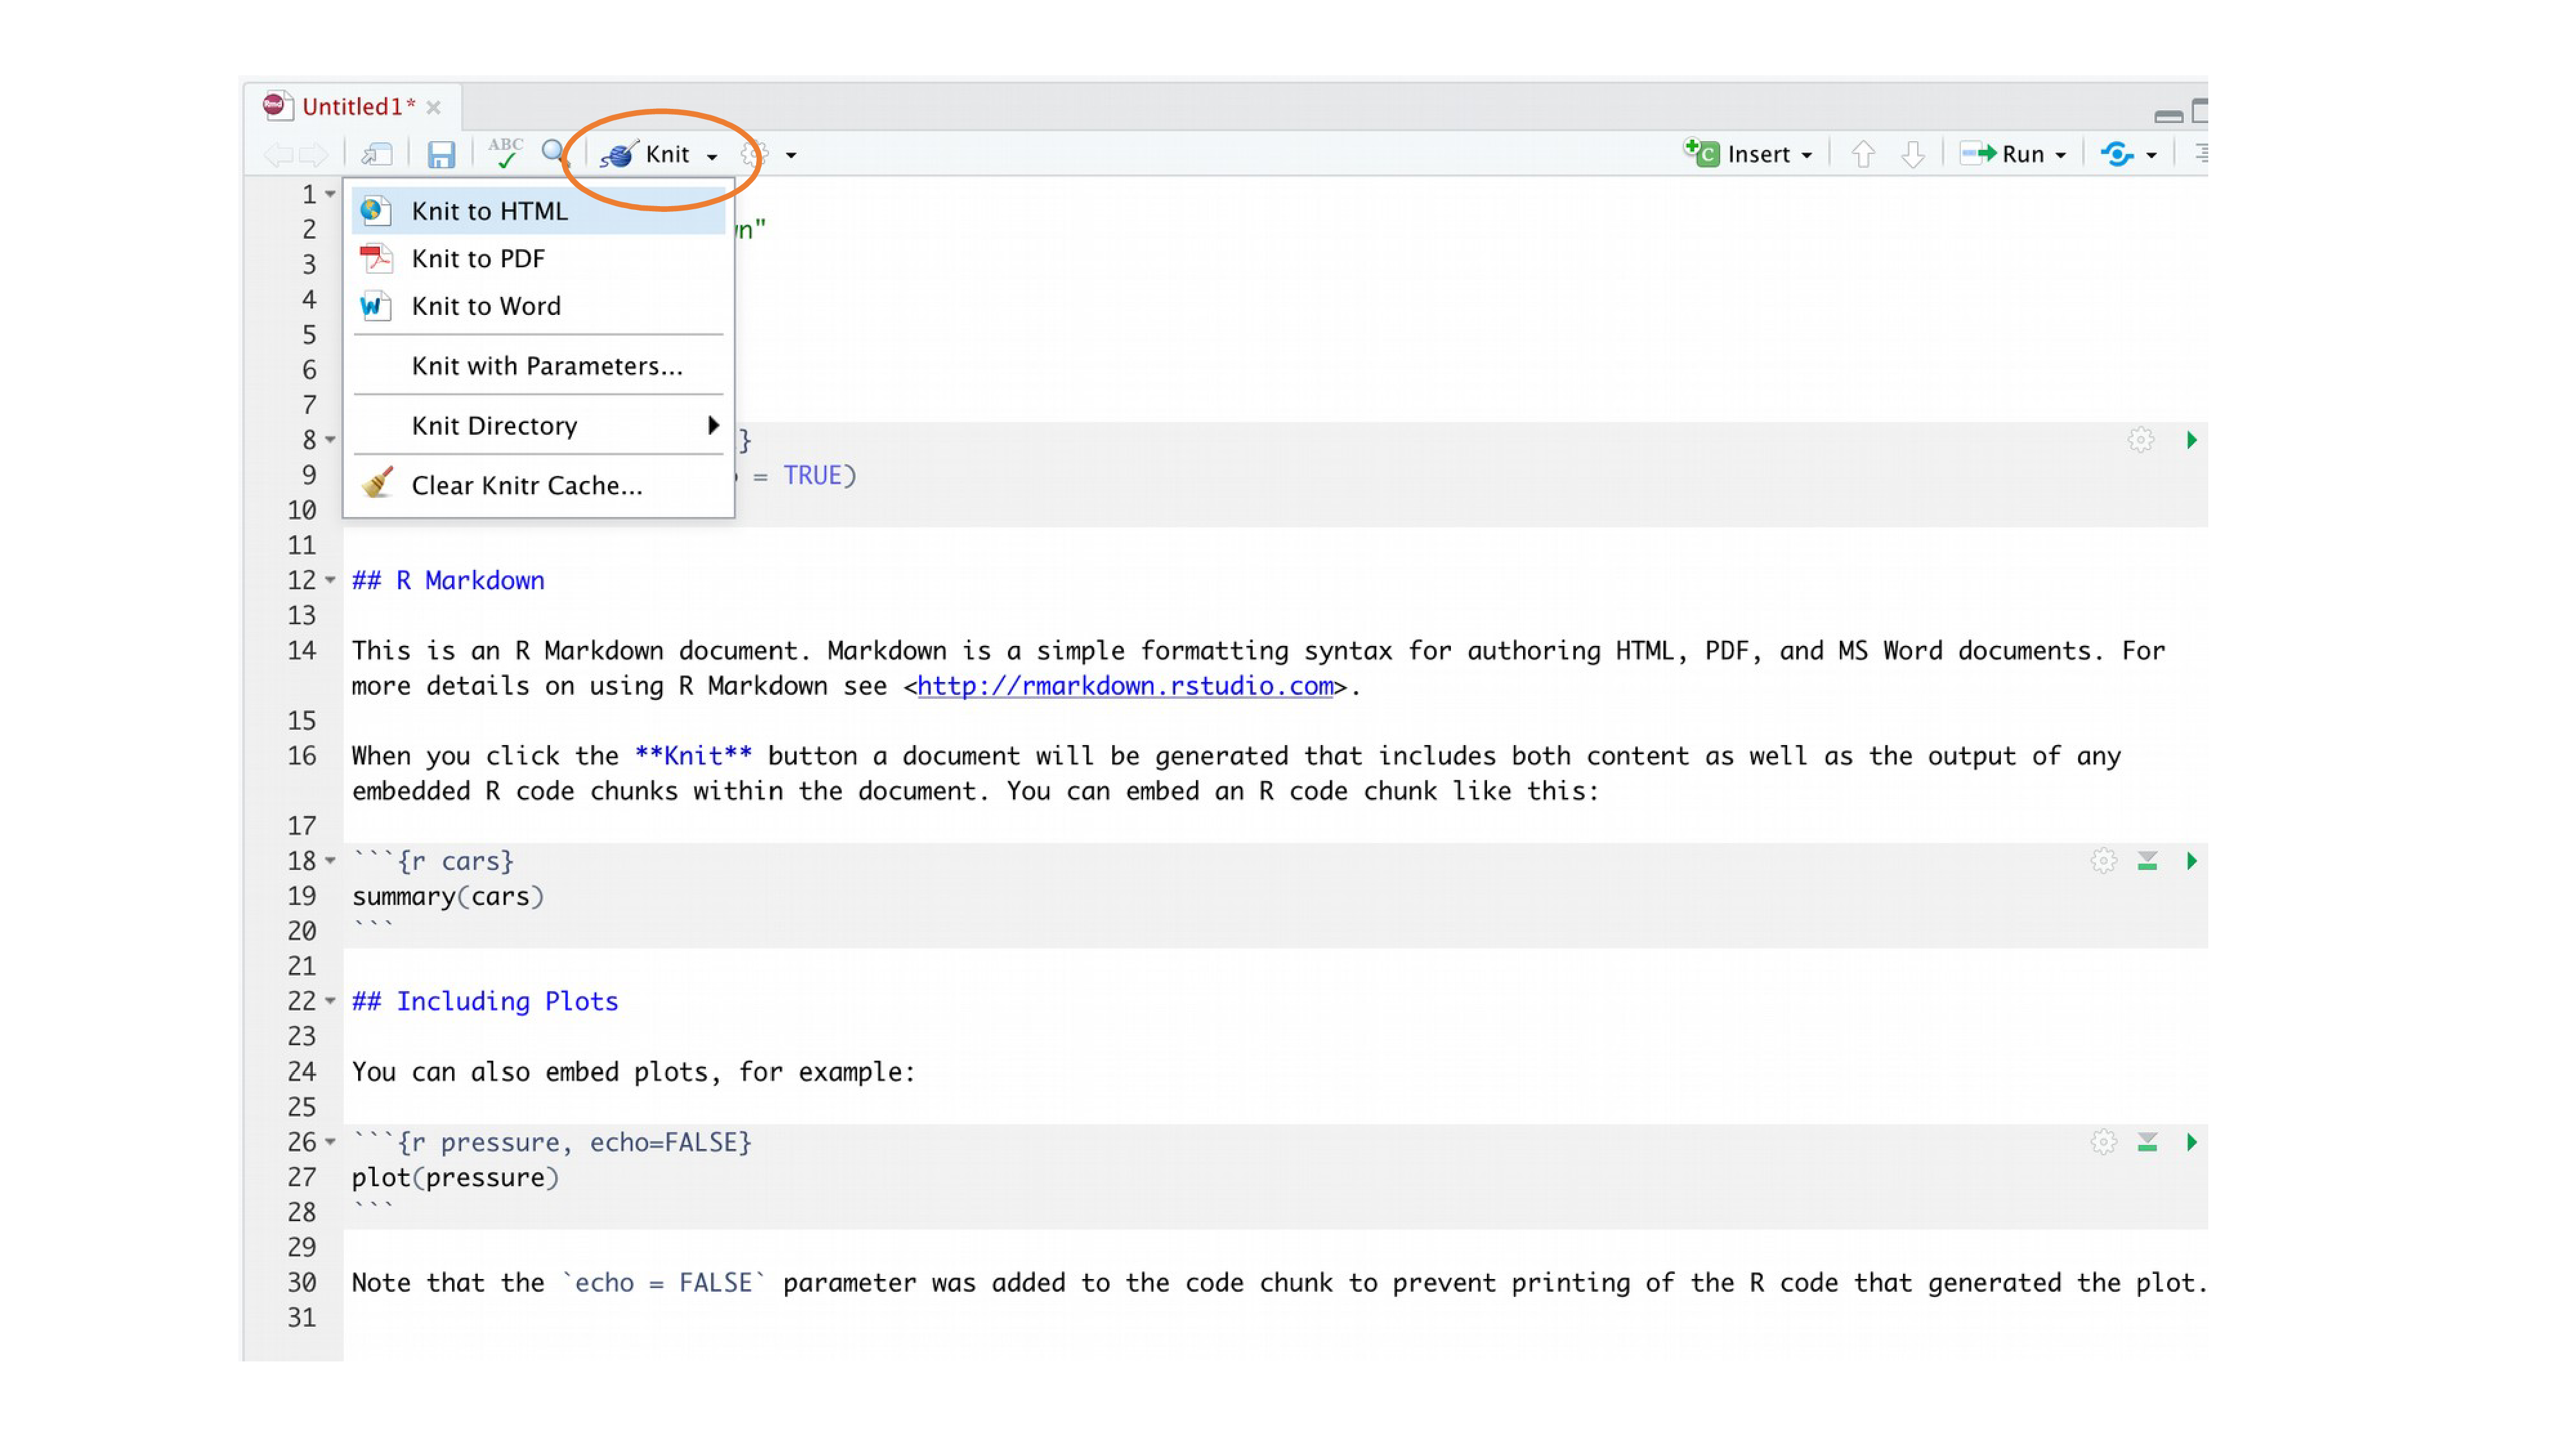 Untitled1*
ABC Knit Insert Run
1
Knit to HTML
2 n"
Knit to PDF
3
4 Knit to Word
5
6 Knit with Parameters...
7
Knit Directory
8 }
9 = TRUE)
Clear Knitr Cache...
10
11
12 ## R Markdown
13
14 This is an R Markdown document. Markdown is a simple formatting syntax for authoring HTML, PDF, and MS Word documents. For
more details on using R Markdown see <http://rmarkdown.rstudio.com>.
15
16 When you click the **Knit** button a document will be generated that includes both content as well as the output of any
embedded R code chunks within the document. You can embed an R code chunk like this:
17
18 ```{r cars}
19 summary(cars)
20 ```
21
22 ## Including Plots
23
24 You can also embed plots, for example:
25
26 ```{r pressure, echo=FALSE}
27 plot(pressure)
28 ```
29
30 Note that the `echo = FALSE` parameter was added to the code chunk to prevent printing of the R code that generated the plot.
31